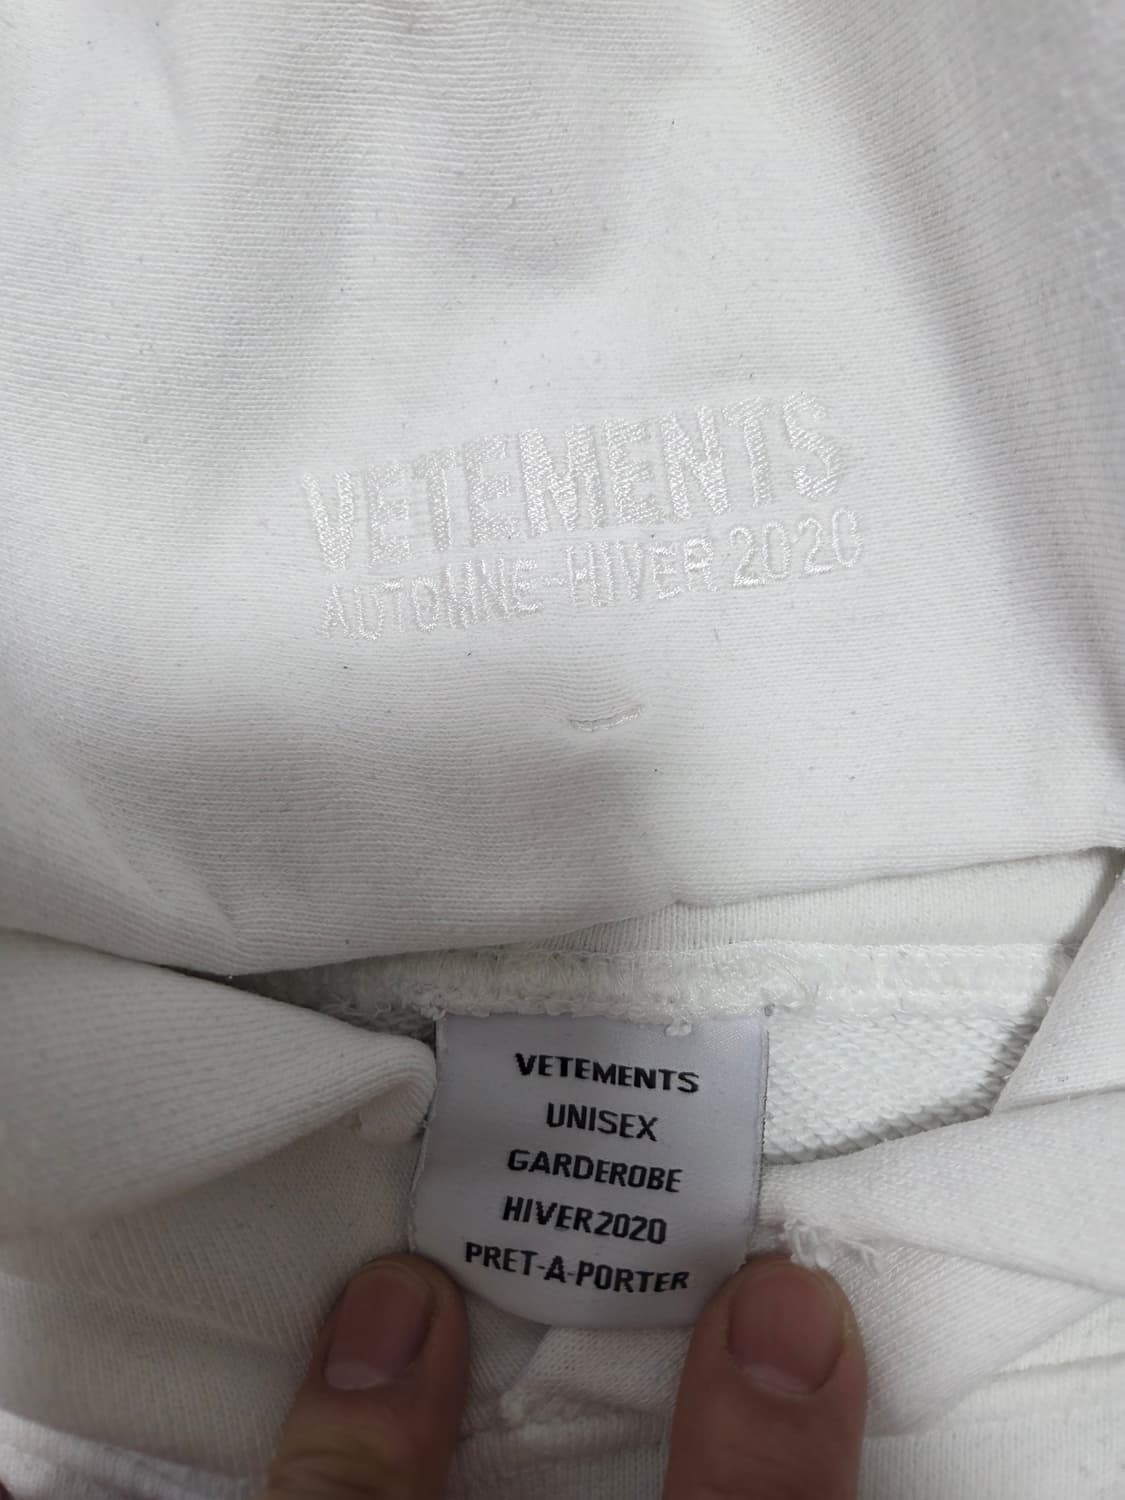 VETEMENTS
AUTOMNE-HIVER 2020
VETEMENTS
UNISEX
GARDEROBE
HIVER2020
PRET-A-PORTER